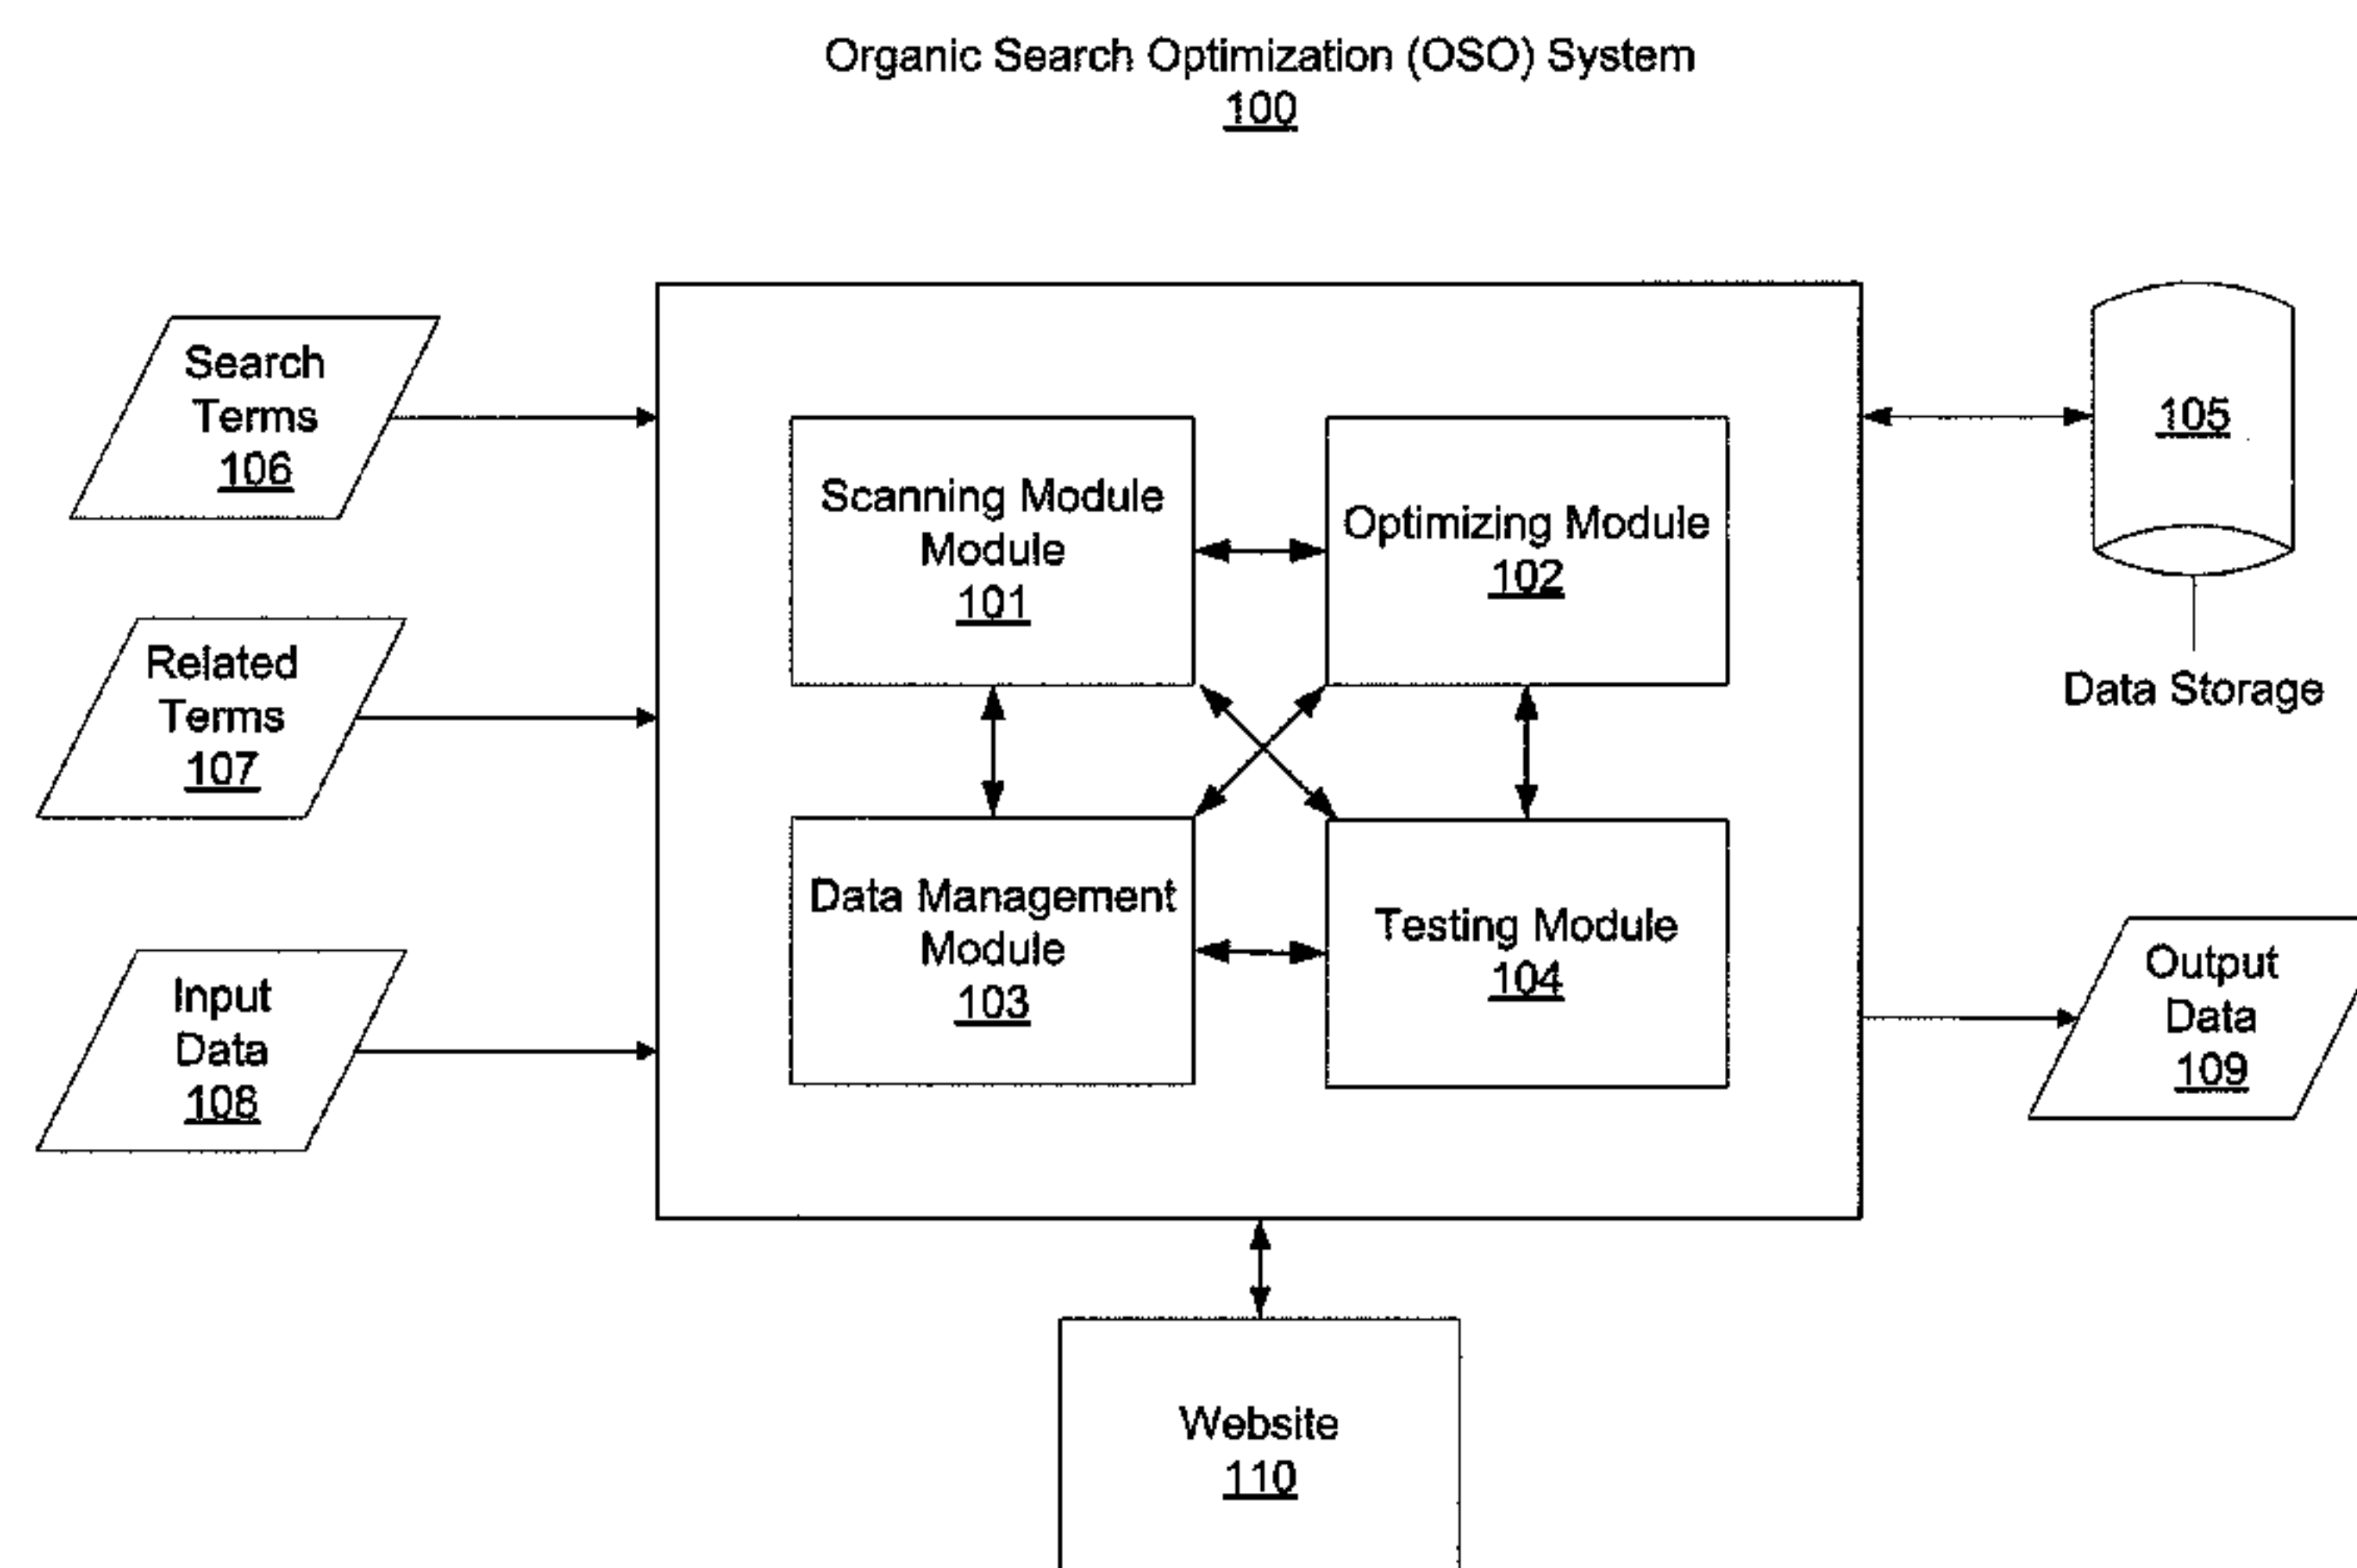 Organic Search Optimization (OSO) System
100
Search
Terms
106
Related
Terms
107
Input
Data
108
Scanning Module
Module
101
Optimizing Module
102
Data Management
Module
103
Testing Module
104
105
Data Storage
Output
Data
109
Website
110